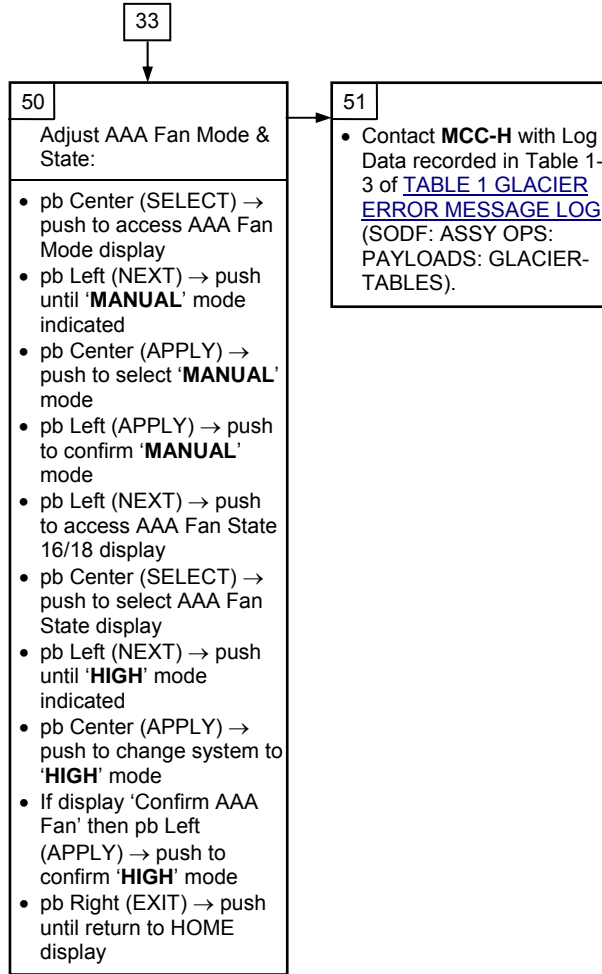 33
50
Adjust AAA Fan Mode &
State:
• pb Center (SELECT) →
push to access AAA Fan
Mode display
• pb Left (NEXT) → push
until ‘MANUAL’ mode
indicated
• pb Center (APPLY) →
push to select ‘MANUAL’
mode
• pb Left (APPLY) → push
to confirm ‘MANUAL’
mode
• pb Left (NEXT) → push
to access AAA Fan State
16/18 display
• pb Center (SELECT) →
push to select AAA Fan
State display
• pb Left (NEXT) → push
until ‘HIGH’ mode
indicated
• pb Center (APPLY) →
push to change system to
‘HIGH’ mode
• If display ‘Confirm AAA
Fan’ then pb Left
(APPLY) → push to
confirm ‘HIGH’ mode
• pb Right (EXIT) → push
until return to HOME
display
51
• Contact MCC-H with Log
Data recorded in Table 1-
3 of TABLE 1 GLACIER
ERROR MESSAGE LOG
(SODF: ASSY OPS:
PAYLOADS: GLACIER-
TABLES).